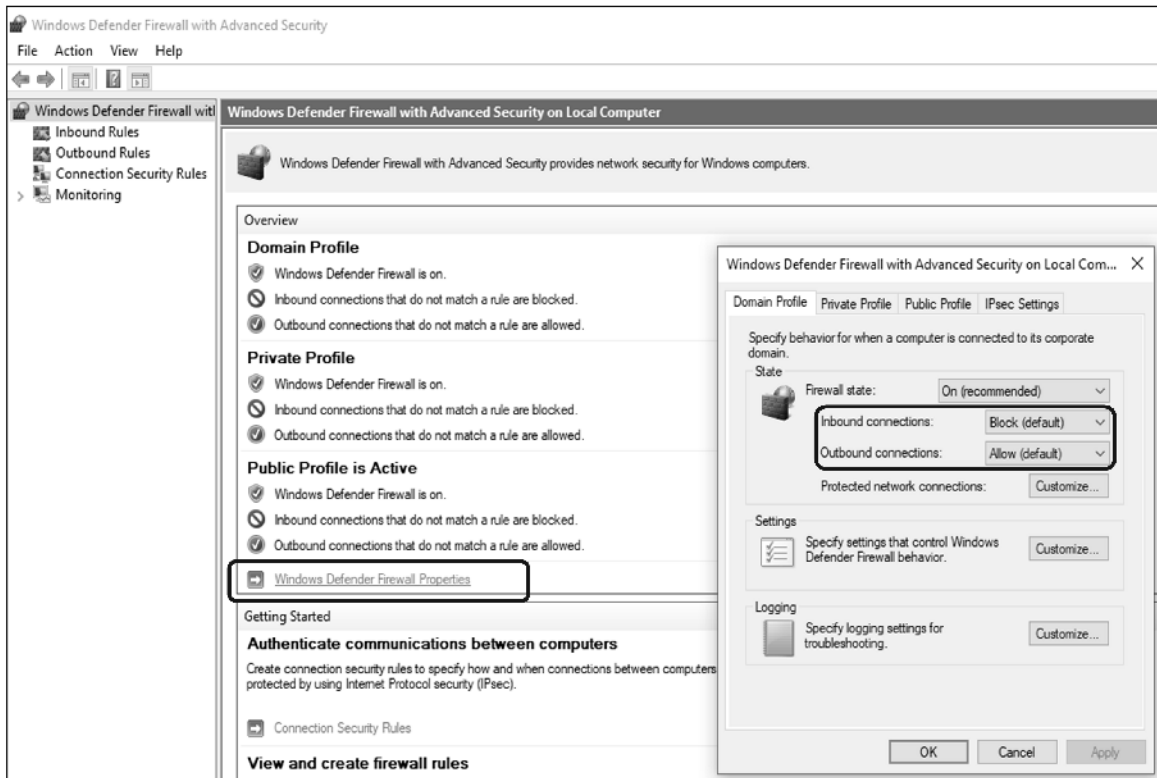 Windows Defender Firewall with Advanced Security
File Action View Help
Windows Defender Firewall witl
Inbound Rules
Outbound Rules
Connection Security Rules
Monitoring
Windows Defender Firewall with Advanced Security on Local Computer
Windows Defender Firewall with Advanced Security provides network security for Windows computers.
Overview
Domain Profile
Windows Defender Firewall is on.
Inbound connections that do not match a rule are blocked.
Outbound connections that do not match a rule are allowed.
Private Profile
Windows Defender Firewall is on.
Inbound connections that do not match a rule are blocked.
Outbound connections that do not match a rule are allowed.
Public Profile is Active
Windows Defender Firewall is on.
Inbound connections that do not match a rule are blocked.
Outbound connections that do not match a rule are allowed.
Windows Defender Firewall Properties
Getting Started
Authenticate communications between computers
Create connection security rules to specify how and when connections between computers
protected by using Internet Protocol security (IPsec).
Connection Security Rules
View and create firewall rules
Windows Defender Firewall with Advanced Security on Local Com...
Domain Profile Private Profile Public Profile IPsec Settings
Specify behavior for when a computer is connected to its corporate
domain.
State
Firewall state: On (recommended)
Inbound connections: Block (default)
Outbound connections: Allow (default)
Protected network connections: Customize...
Settings
Specify settings that control Windows
Defender Firewall behavior.
Customize...
Logging
Specify logging settings for
troubleshooting.
Customize...
OK Cancel Apply